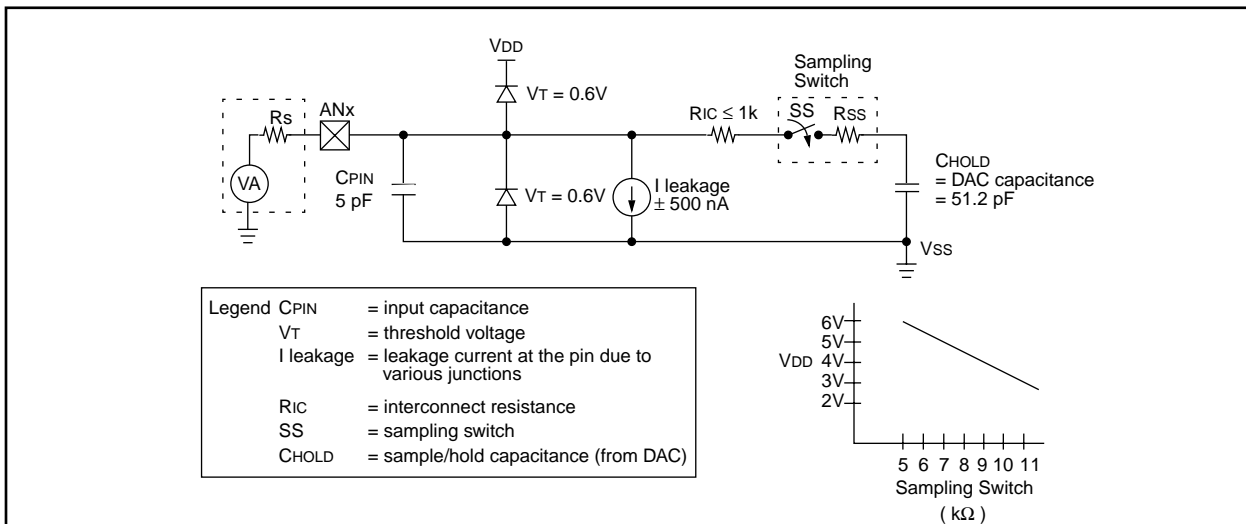 VDD
Sampling
Switch
VT = 0.6V
ANx
RIC ≤ 1k
SS
RSS
Rs
CHOLD
= DAC capacitance
= 51.2 pF
CPIN
5 pF
VA
VT = 0.6V
I leakage
± 500 nA
VSS
Legend CPIN = input capacitance
VT = threshold voltage
I leakage = leakage current at the pin due to
various junctions
RIC = interconnect resistance
SS = sampling switch
CHOLD = sample/hold capacitance (from DAC)
6V
5V
VDD 4V
3V
2V
5 6 7 8 9 10 11
Sampling Switch
( kΩ )